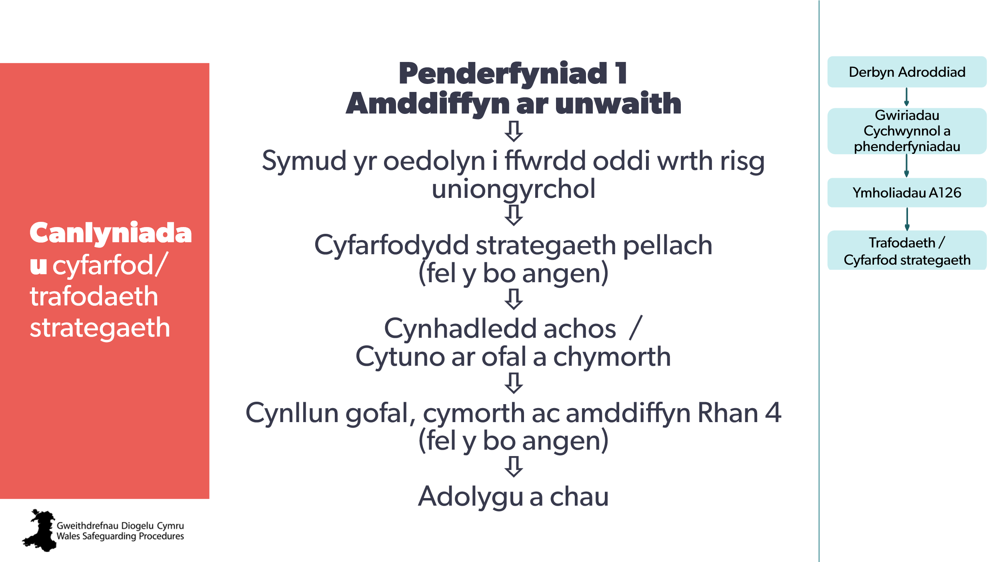 Canlyniada
u cyfarfod/
trafodaeth
strategaeth
Penderfyniad 1
Amddiffyn ar unwaith
⇩
Symud yr oedolyn i ffwrdd oddi wrth risg
uniongyrchol
⇩
Cyfarfodydd strategaeth pellach
(fel y bo angen)
⇩
Cynhadledd achos /
Cytuno ar ofal a chymorth
⇩
Cynllun gofal, cymorth ac amddiffyn Rhan 4
(fel y bo angen)
⇩
Adolygu a chau
Derbyn Adroddiad
Gwiriadau
Cychwynnol a
phenderfyniadau
Ymholiadau A126
Trafodaeth /
Cyfarfod strategaeth
Gweithdrefnau Diogelu Cymru
Wales Safeguarding Procedures